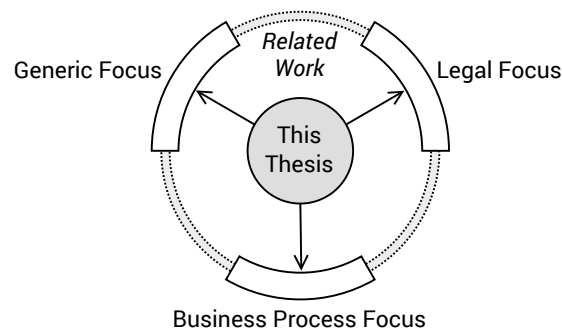 Related
Work
Generic Focus
Legal Focus
This
Thesis
Business Process Focus